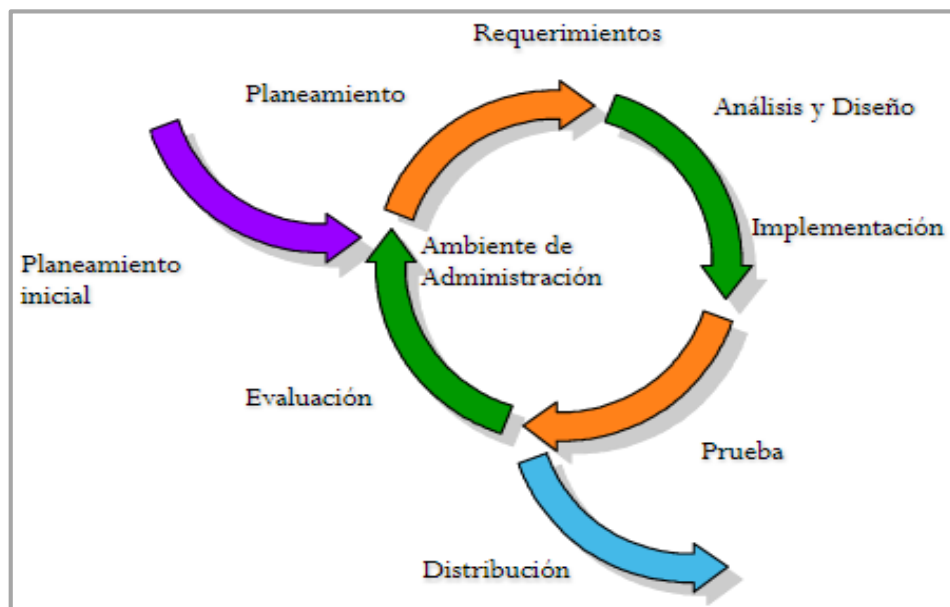 Requerimientos
Planeamiento
Análisis y Diseño
Implementación
Ambiente de
Administración
Planeamiento
inicial
Evaluación
Prueba
Distribución